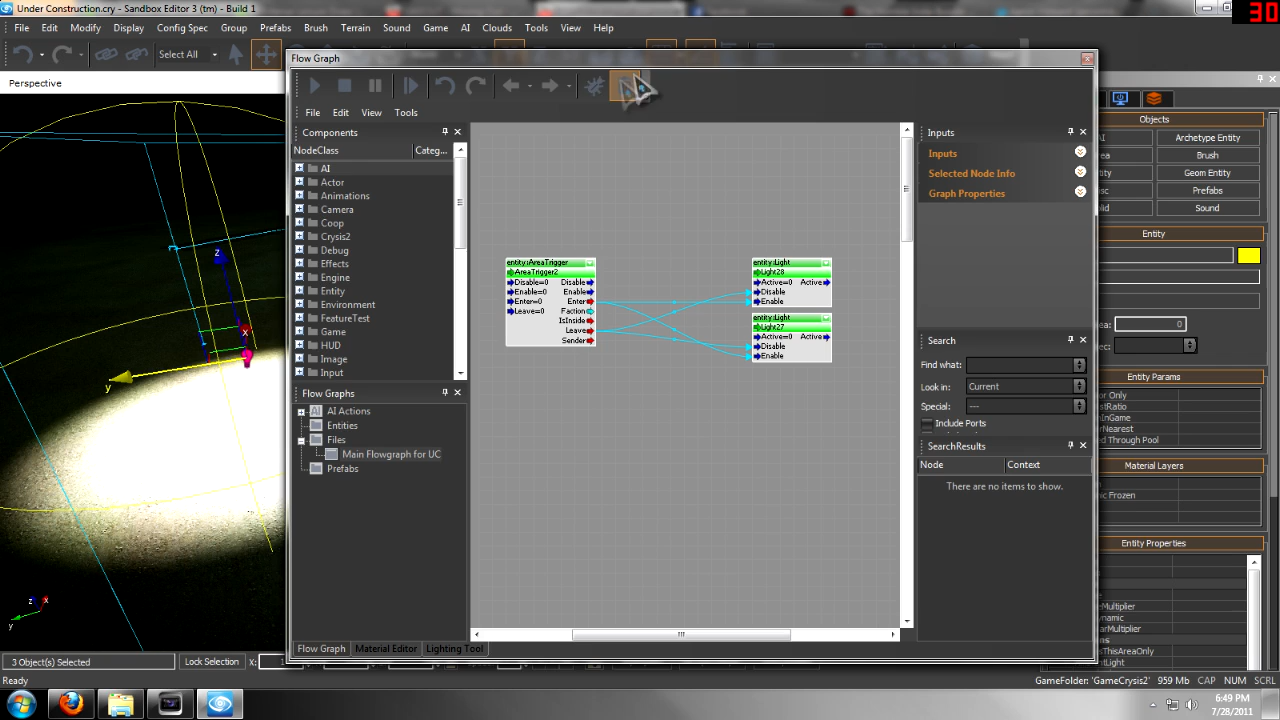 Under Construction.cry - Sandbox Editor 3 (tm) - Build 1
30
File Edit Modify Display Config Spec Group Prefabs Brush Terrain Sound Game AI Clouds Tools View Help
Select All
Perspective
Flow Graph
File Edit View Tools
Components
NodeClass Categ...
AI
Actor
Animations
Camera
Coop
Crysis2
Debug
Effects
Engine
Entity
Environment
FeatureTest
Game
HUD
Image
Input
Flow Graphs
AI Actions
Entities
Files
Main Flowgraph for UC
Prefabs
entity:AreaTrigger
AreaTrigger2
Disable=0 Disable
Enable=0 Enable
Enter=0 Enter
Leave=0 Faction
IsInside
Leave
Sender
entity:Light
Light28
Active=0 Active
Disable
Enable
entity:Light
Light27
Active=0 Active
Disable
Enable
Inputs
Inputs
Selected Node Info
Graph Properties
Search
Find what:
Look in: Current
Special: ---
Include Ports
SearchResults
Node Context
There are no items to show.
Flow Graph Material Editor Lighting Tool
Objects
AI Archetype Entity
Brush
Geom Entity
Prefabs
Sound
Entity
0
Entity Params
Material Layers
Entity Properties
3 Object(s) Selected Lock Selection X:
Ready
GameFolder: 'GameCrysis2' 959 Mb CAP NUM SCRL
6:49 PM
7/28/2011
x
y
z
z
x
y